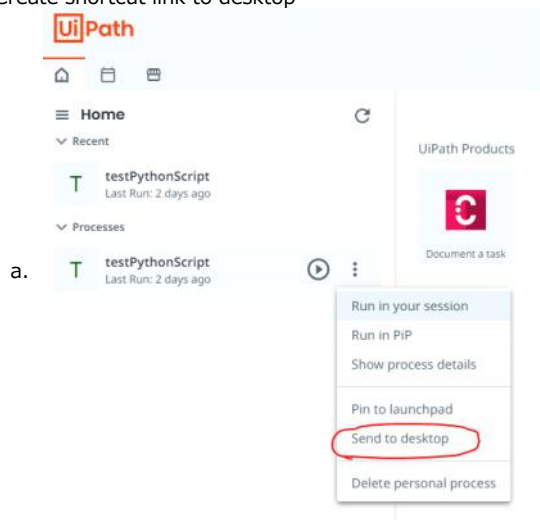 create shortcut link to desktop
UiPath
Home
Recent
T testPythonScript
Last Run: 2 days ago
Processes
a. T testPythonScript
Last Run: 2 days ago
UiPath Products
C
Document a task
Run in your session
Run in PiP
Show process details
Pin to launchpad
Send to desktop
Delete personal process